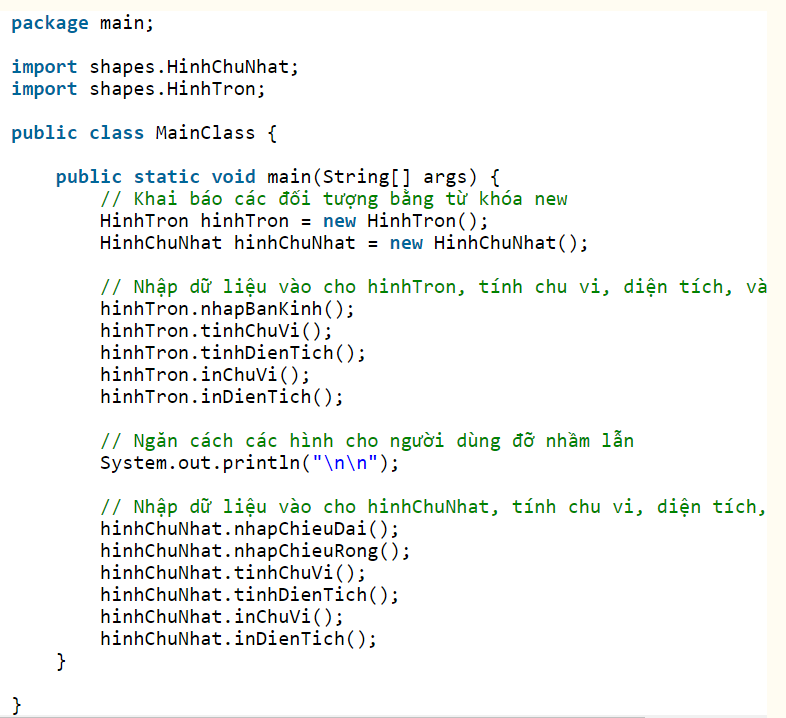 package main;
import shapes.HinhChuNhat;
import shapes.HinhTron;
public class MainClass {
public static void main(String[] args) {
// Khai báo các đối tượng bằng từ khóa new
HinhTron hinhTron = new HinhTron();
HinhChuNhat hinhChuNhat = new HinhChuNhat();
// Nhập dữ liệu vào cho hinhTron, tính chu vi, diện tích, và
hinhTron.nhapBanKinh();
hinhTron.tinhChuVi();
hinhTron.tinhDienTich();
hinhTron.inChuVi();
hinhTron.inDienTich();
// Ngăn cách các hình cho người dùng đỡ nhầm lẫn
System.out.println("\n\n");
// Nhập dữ liệu vào cho hinhChuNhat, tính chu vi, diện tích,
hinhChuNhat.nhapChieuDai();
hinhChuNhat.nhapChieuRong();
hinhChuNhat.tinhChuVi();
hinhChuNhat.tinhDienTich();
hinhChuNhat.inChuVi();
hinhChuNhat.inDienTich();
}
}